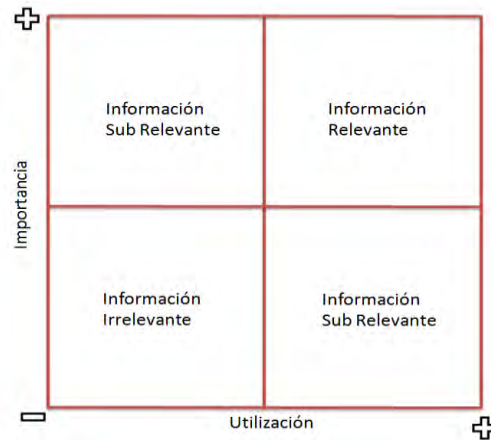 Importancia
Información
Sub Relevante
Información
Relevante
Información
Irrelevante
Información
Sub Relevante
Utilización